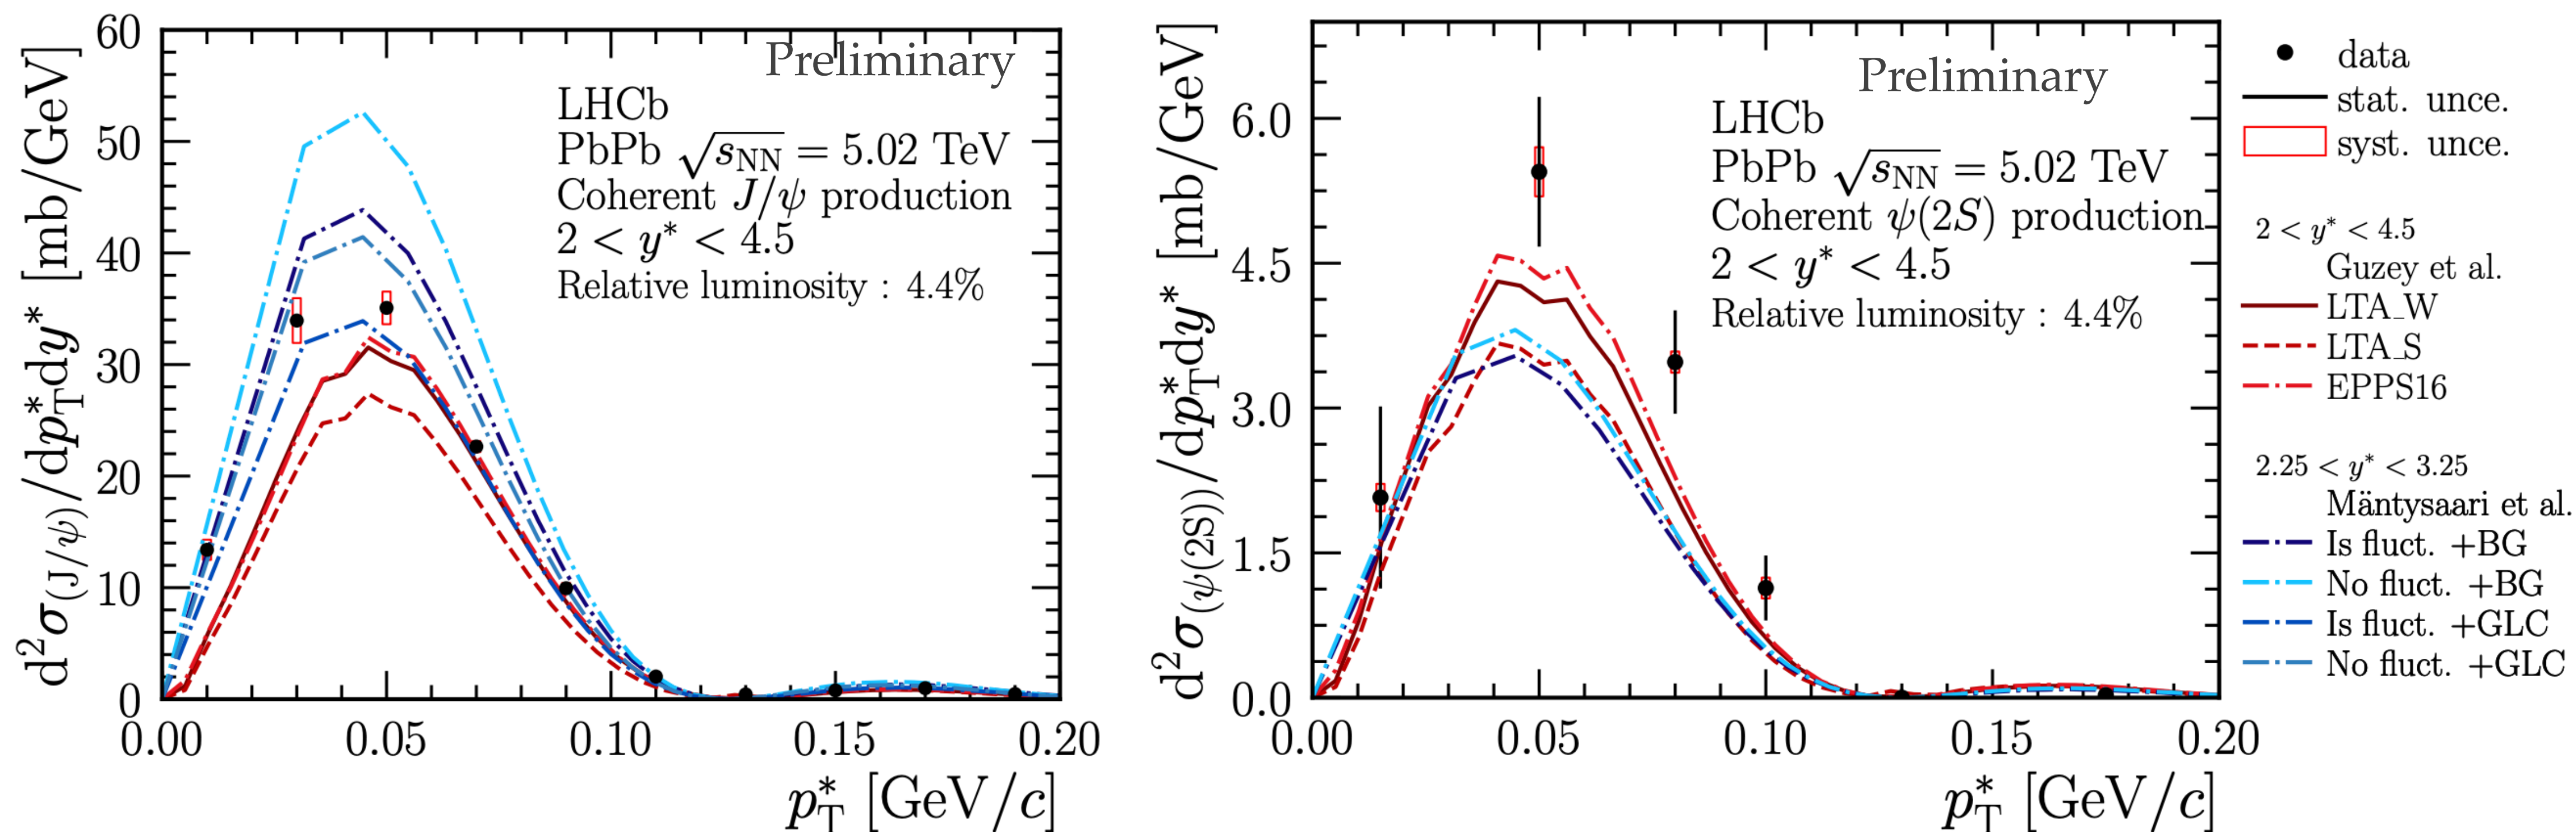 60
50
40
30
20
10
0
d²σ(J/ψ)/dp*Tdy* [mb/GeV]
Preliminary
LHCb
PbPb √sNN = 5.02 TeV
Coherent J/ψ production
2 < y* < 4.5
Relative luminosity : 4.4%
0.00 0.05 0.10 0.15 0.20
p*T [GeV/c]
6.0
4.5
3.0
1.5
0.0
d²σ(ψ(2S))/dp*Tdy* [mb/GeV]
Preliminary
LHCb
PbPb √sNN = 5.02 TeV
Coherent ψ(2S) production
2 < y* < 4.5
Relative luminosity : 4.4%
0.00 0.05 0.10 0.15 0.20
p*T [GeV/c]
data
stat. unce.
syst. unce.
2 < y* < 4.5
Guzey et al.
LTA_W
LTA_S
EPPS16
2.25 < y* < 3.25
Mäntysaari et al.
Is fluct. +BG
No fluct. +BG
Is fluct. +GLC
No fluct. +GLC